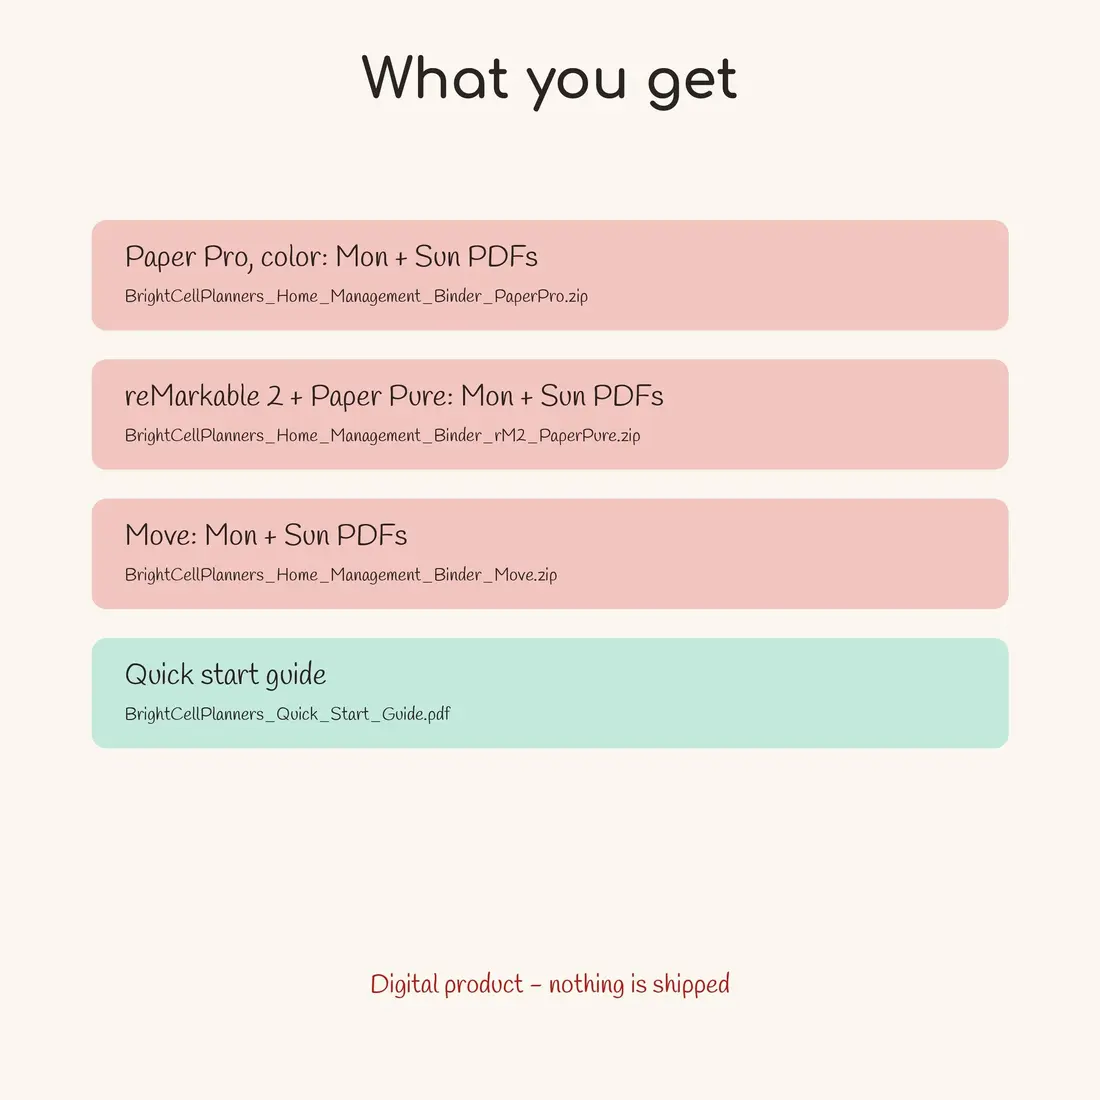 What you get
Paper Pro, color: Mon + Sun PDFs
BrightCellPlanners_Home_Management_Binder_PaperPro.zip
reMarkable 2 + Paper Pure: Mon + Sun PDFs
BrightCellPlanners_Home_Management_Binder_rM2_PaperPure.zip
Move: Mon + Sun PDFs
BrightCellPlanners_Home_Management_Binder_Move.zip
Quick start guide
BrightCellPlanners_Quick_Start_Guide.pdf
Digital product – nothing is shipped